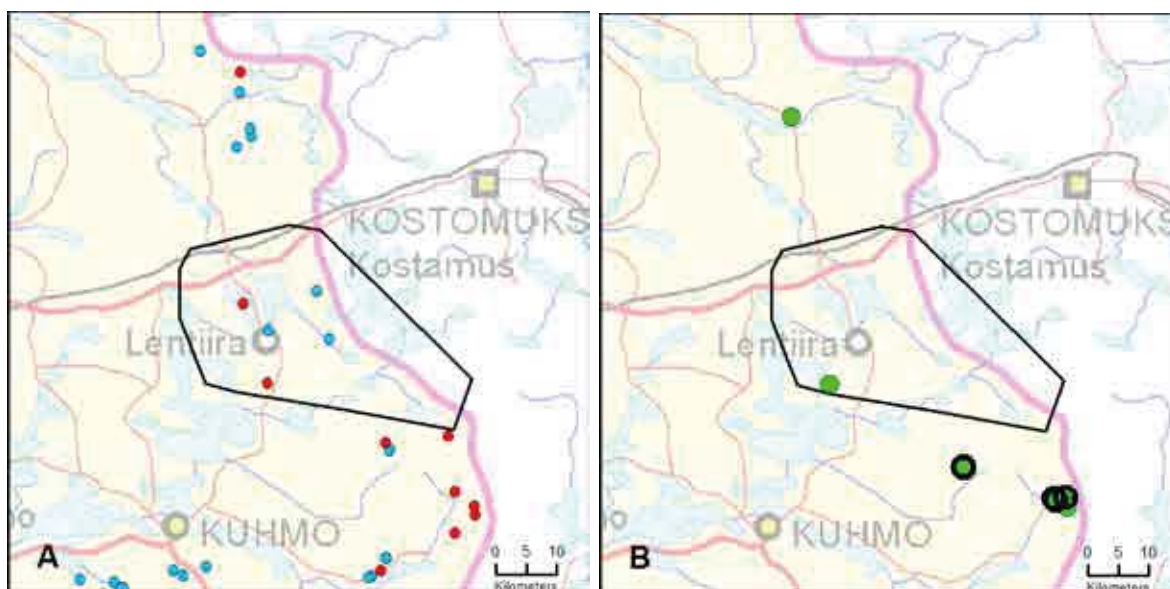 KOSTOMUKS
Kostamus
Lentiira
KUHMO
A
0 5 10
Kilometers
KOSTOMUKS
Kostamus
Lentiira
KUHMO
B
0 5 10
Kilometers